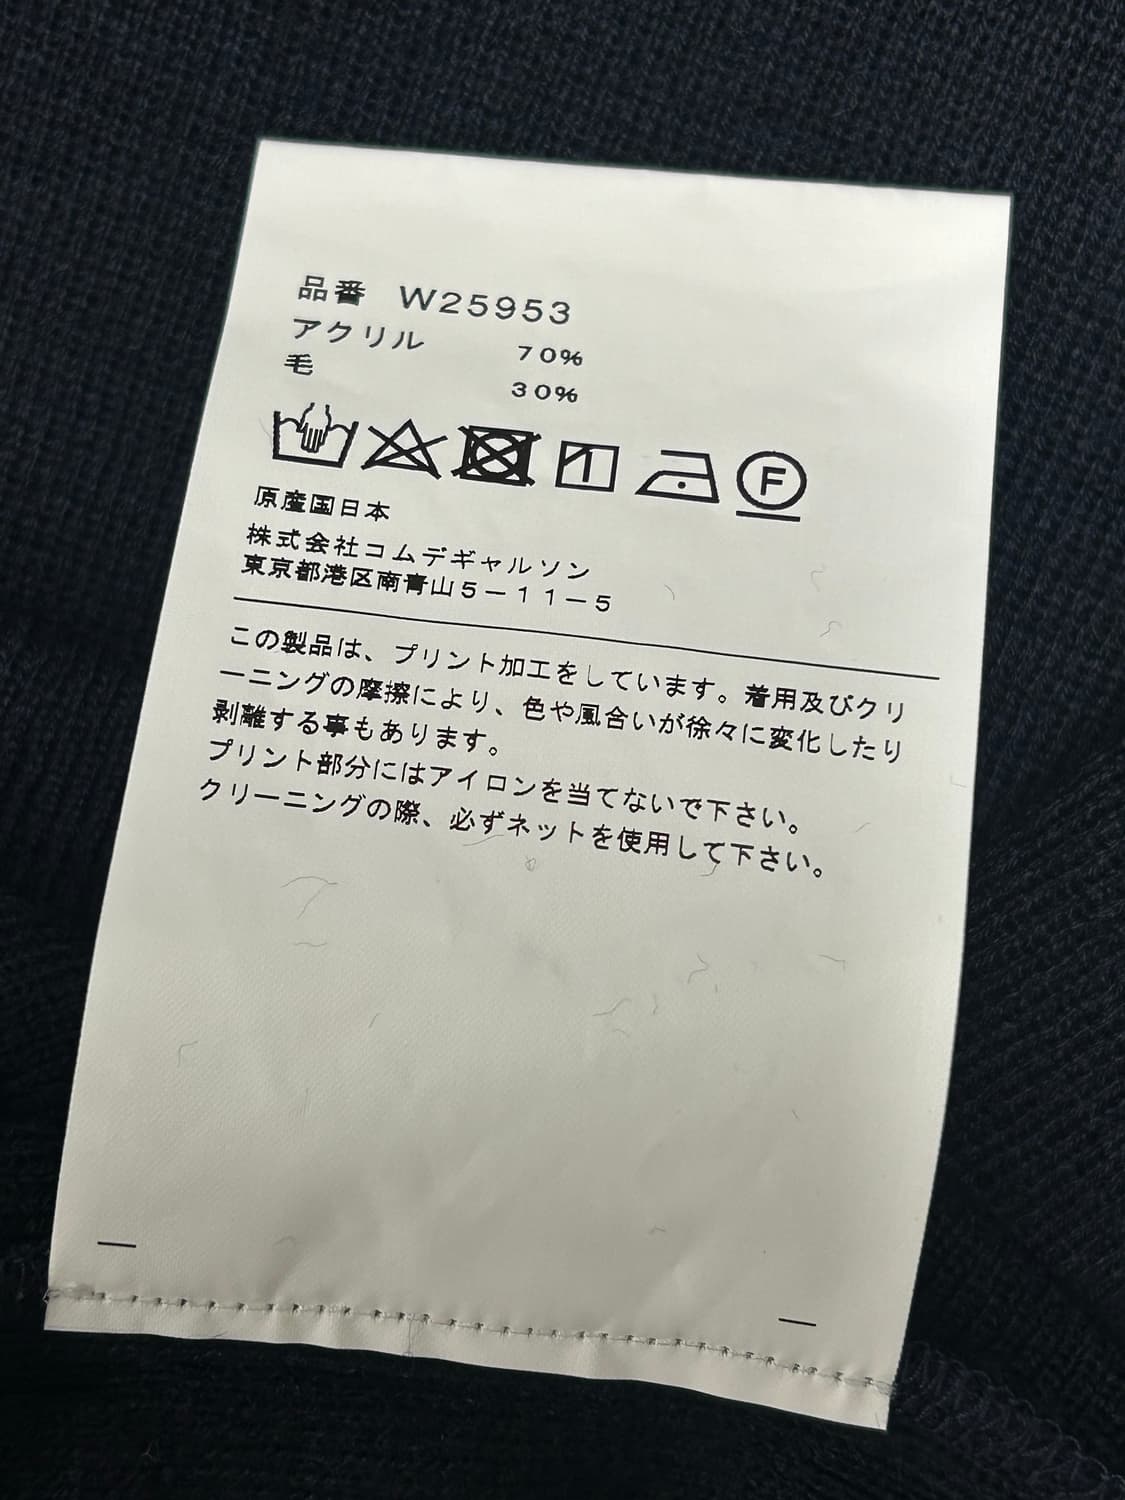 品番 W25953
アクリル 70%
毛 30%
1 F
原産国日本
株式会社コムデギャルソン
東京都港区南青山5-11-5
この製品は、プリント加工をしています。着用及びクリ
ーニングの摩擦により、色や風合いが徐々に変化したり
剥離する事もあります。
プリント部分にはアイロンを当てないで下さい。
クリーニングの際、必ずネットを使用して下さい。